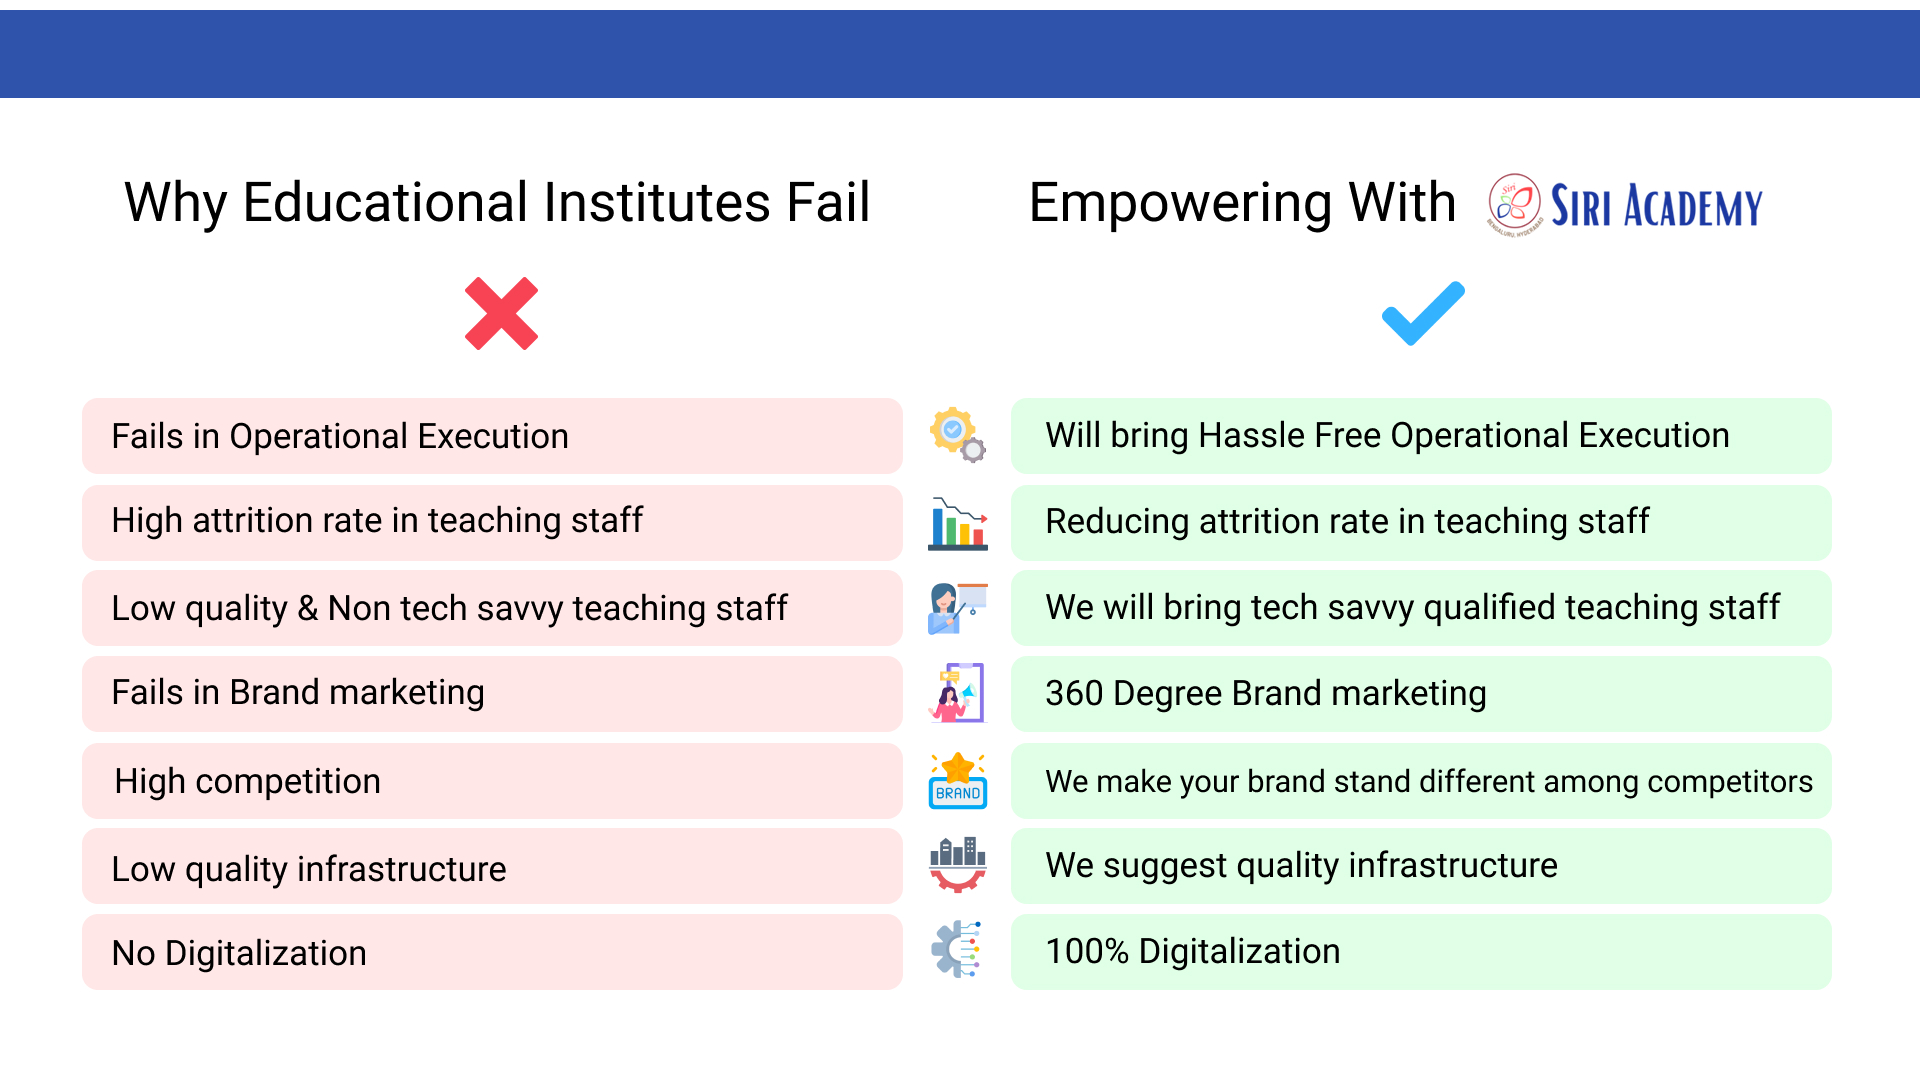 Why Educational Institutes Fail
Empowering With
Siri
BENGALURU, HYDERABAD
SIRI ACADEMY
Fails in Operational Execution
Will bring Hassle Free Operational Execution
High attrition rate in teaching staff
Reducing attrition rate in teaching staff
Low quality & Non tech savvy teaching staff
We will bring tech savvy qualified teaching staff
Fails in Brand marketing
360 Degree Brand marketing
High competition
BRAND
We make your brand stand different among competitors
Low quality infrastructure
We suggest quality infrastructure
No Digitalization
100% Digitalization